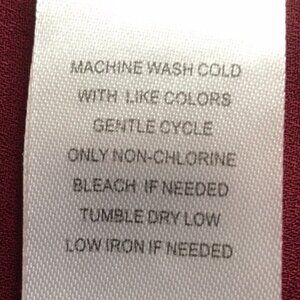 MACHINE WASH COLD
WITH LIKE COLORS
GENTLE CYCLE
ONLY NON-CHLORINE
BLEACH IF NEEDED
TUMBLE DRY LOW
LOW IRON IF NEEDED